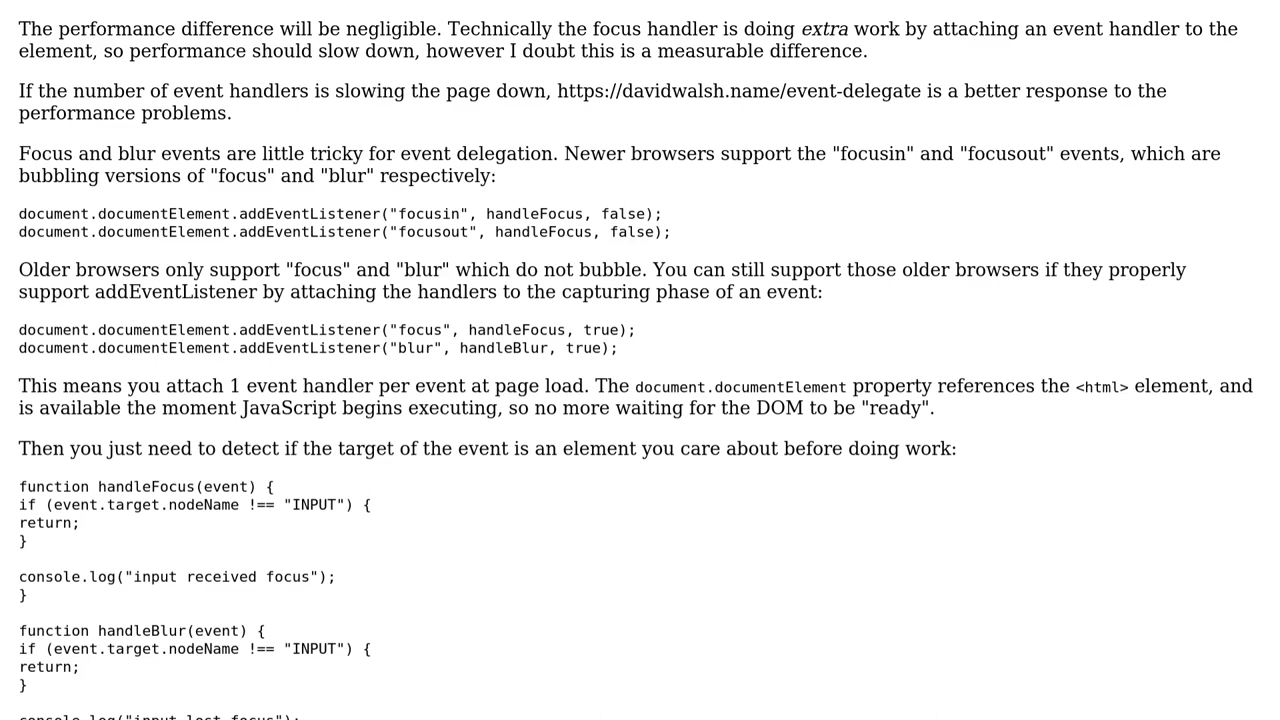 The performance difference will be negligible. Technically the focus handler is doing extra work by attaching an event handler to the
element, so performance should slow down, however I doubt this is a measurable difference.
If the number of event handlers is slowing the page down, https://davidwalsh.name/event-delegate is a better response to the
performance problems.
Focus and blur events are little tricky for event delegation. Newer browsers support the "focusin" and "focusout" events, which are
bubbling versions of "focus" and "blur" respectively:
document.documentElement.addEventListener("focusin", handleFocus, false);
document.documentElement.addEventListener("focusout", handleFocus, false);
Older browsers only support "focus" and "blur" which do not bubble. You can still support those older browsers if they properly
support addEventListener by attaching the handlers to the capturing phase of an event:
document.documentElement.addEventListener("focus", handleFocus, true);
document.documentElement.addEventListener("blur", handleBlur, true);
This means you attach 1 event handler per event at page load. The document.documentElement property references the <html> element, and
is available the moment JavaScript begins executing, so no more waiting for the DOM to be "ready".
Then you just need to detect if the target of the event is an element you care about before doing work:
function handleFocus(event) {
if (event.target.nodeName !== "INPUT") {
return;
}
console.log("input received focus");
}
function handleBlur(event) {
if (event.target.nodeName !== "INPUT") {
return;
}
console.log("input lost focus");